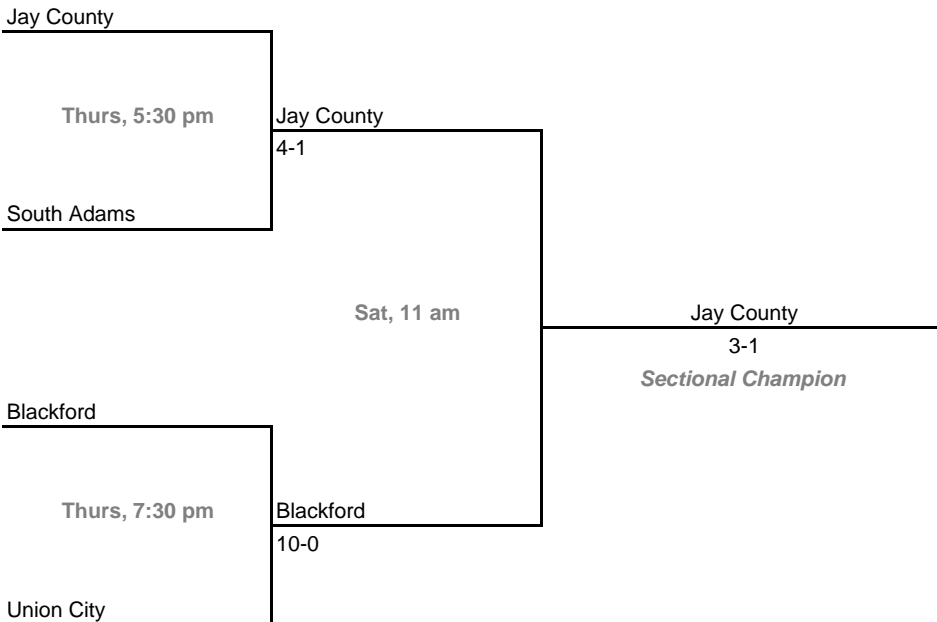 Jay County
Thurs, 5:30 pm
Jay County
4-1
South Adams
Sat, 11 am
Jay County
3-1
Sectional Champion
Blackford
Thurs, 7:30 pm
Blackford
10-0
Union City